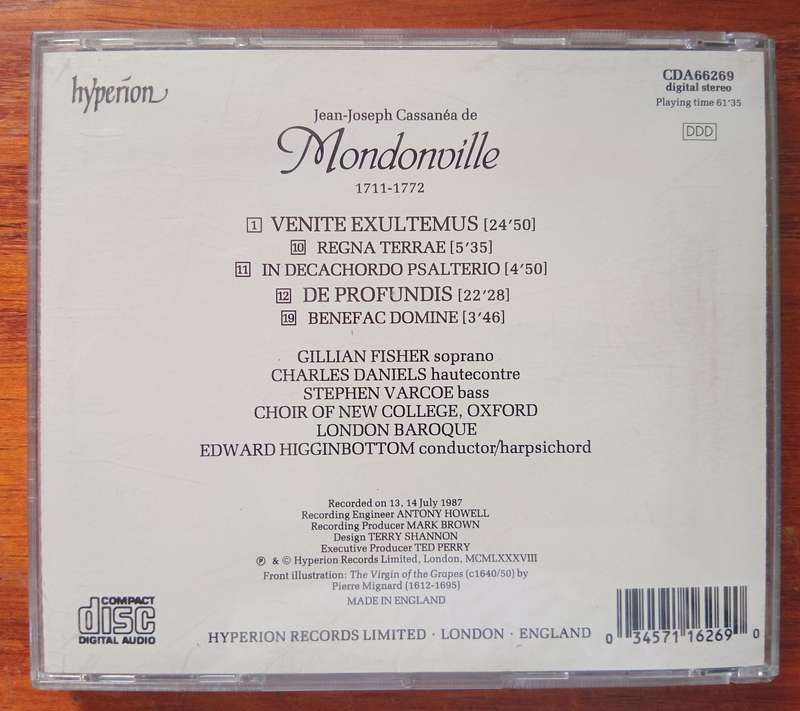 hyperion
CDA66269
digital stereo
Playing time 61'35
DDD
Jean-Joseph Cassanéa de
Mondonville
1711-1772
1 VENITE EXULTEMUS [24'50]
10 REGNA TERRAE [5'35]
11 IN DECACHORDO PSALTERIO [4'50]
12 DE PROFUNDIS [22'28]
19 BENEFAC DOMINE [3'46]
GILLIAN FISHER soprano
CHARLES DANIELS hautecontre
STEPHEN VARCOE bass
CHOIR OF NEW COLLEGE, OXFORD
LONDON BAROQUE
EDWARD HIGGINBOTTOM conductor/harpsichord
Recorded on 13, 14 July 1987
Recording Engineer ANTONY HOWELL
Recording Producer MARK BROWN
Design TERRY SHANNON
Executive Producer TED PERRY
℗ & © Hyperion Records Limited, London, MCMLXXXVIII
Front illustration: The Virgin of the Grapes (c1640/50) by
Pierre Mignard (1612-1695)
MADE IN ENGLAND
COMPACT
disc
DIGITAL AUDIO
HYPERION RECORDS LIMITED · LONDON · ENGLAND
0 34571 16269 0